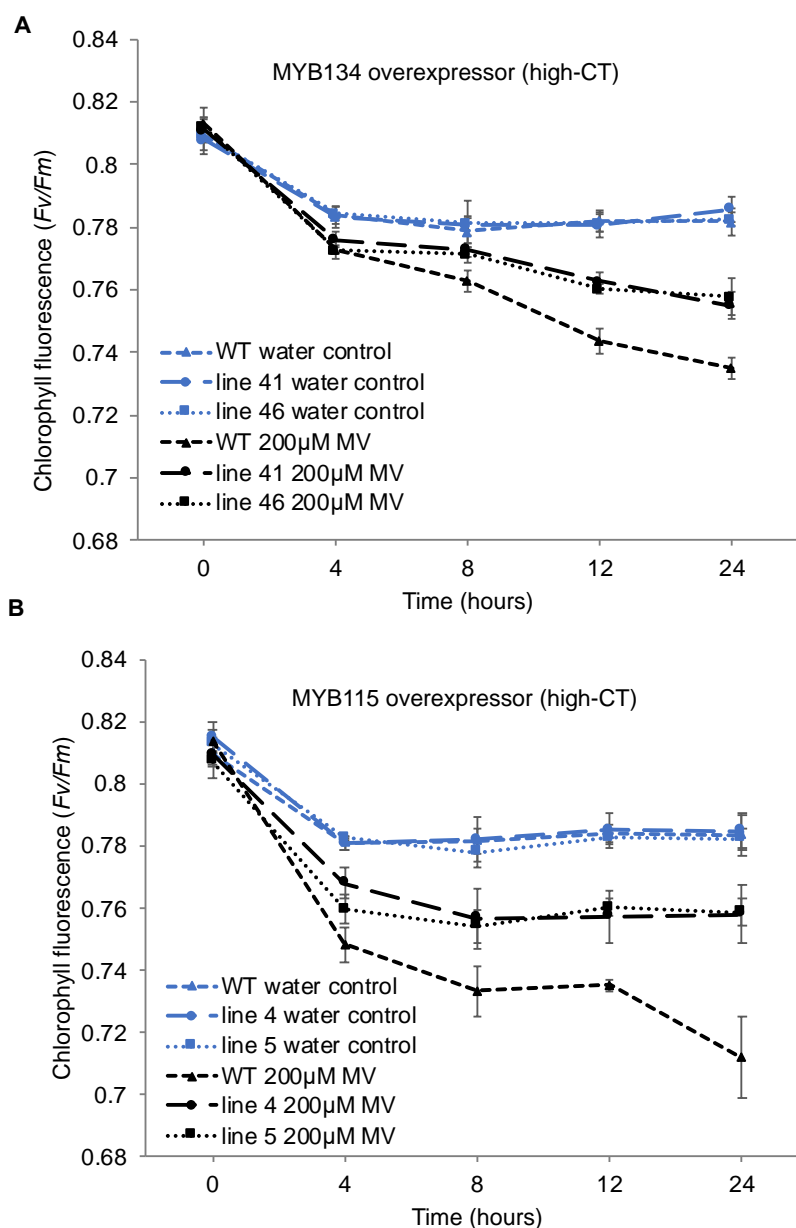 A
MYB134 overexpressor (high-CT)
Chlorophyll fluorescence (Fv/Fm)
0.84
0.82
0.8
0.78
0.76
0.74
0.72
0.7
0.68
WT water control
line 41 water control
line 46 water control
WT 200µM MV
line 41 200µM MV
line 46 200µM MV
0 4 8 12 24
Time (hours)
B
MYB115 overexpressor (high-CT)
Chlorophyll fluorescence (Fv/Fm)
0.84
0.82
0.8
0.78
0.76
0.74
0.72
0.7
0.68
WT water control
line 4 water control
line 5 water control
WT 200µM MV
line 4 200µM MV
line 5 200µM MV
0 4 8 12 24
Time (hours)